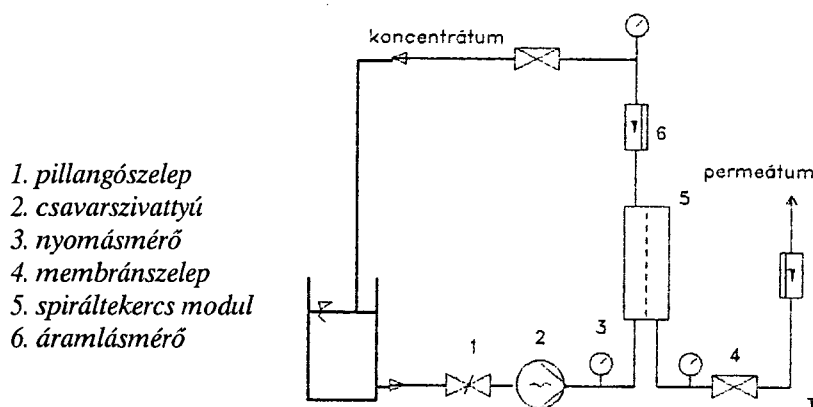 koncentrátum
6
permeátum
5
1. pillangószelep
2. csavarszivattyú
3. nyomásmérő
4. membránszelep
5. spiráltekercs modul
6. áramlásmérő
1
2
3
4